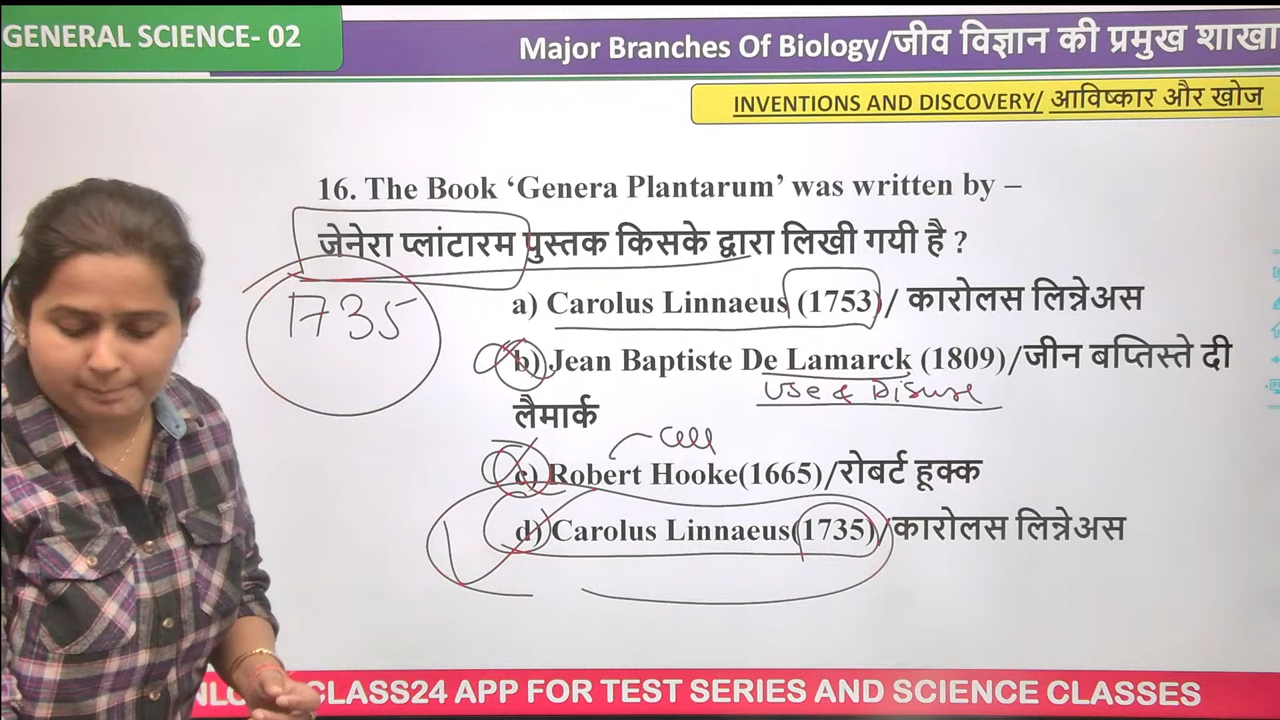 GENERAL SCIENCE- 02
Major Branches Of Biology/जीव विज्ञान की प्रमुख शाखा
INVENTIONS AND DISCOVERY/ आविष्कार और खोज
16. The Book ‘Genera Plantarum’ was written by –
जेनेरा प्लांटारम पुस्तक किसके द्वारा लिखी गयी है ?
1735
a) Carolus Linnaeus (1753)/ कारोलस लिन्नेअस
b) Jean Baptiste De Lamarck (1809)/जीन बप्तिस्ते दी
Use & Disuse
लैमार्क
Cell
c) Robert Hooke(1665)/रोबर्ट हूक्क
d) Carolus Linnaeus(1735)/कारोलस लिन्नेअस
CLASS24 APP FOR TEST SERIES AND SCIENCE CLASSES